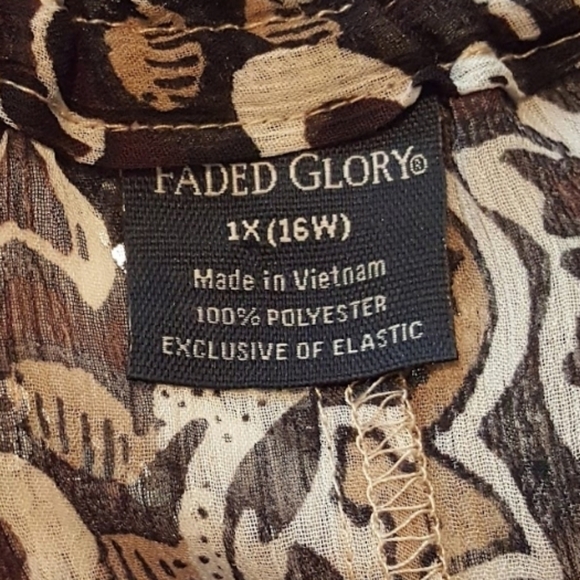 FADED GLORY®
1X (16W)
Made in Vietnam
100% POLYESTER
EXCLUSIVE OF ELASTIC